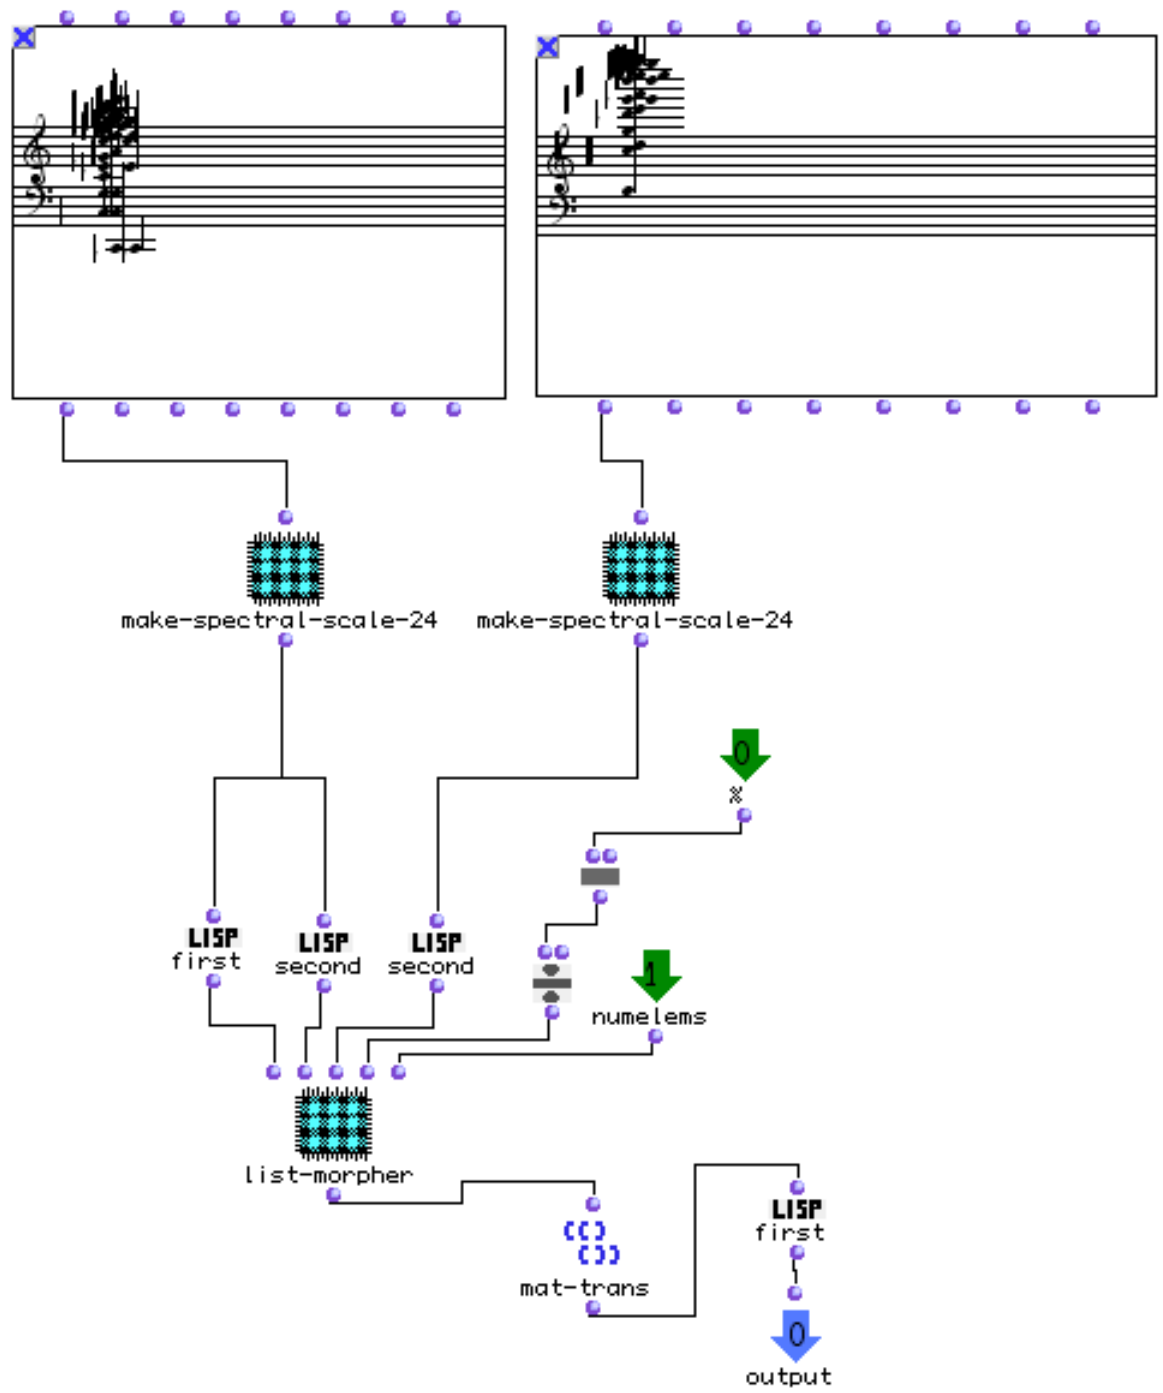 make-spectral-scale-24 make-spectral-scale-24
0
%
LISP LISP LISP
first second second
1
numelems
list-morpher
LISP
first
(()
())
mat-trans
0
output